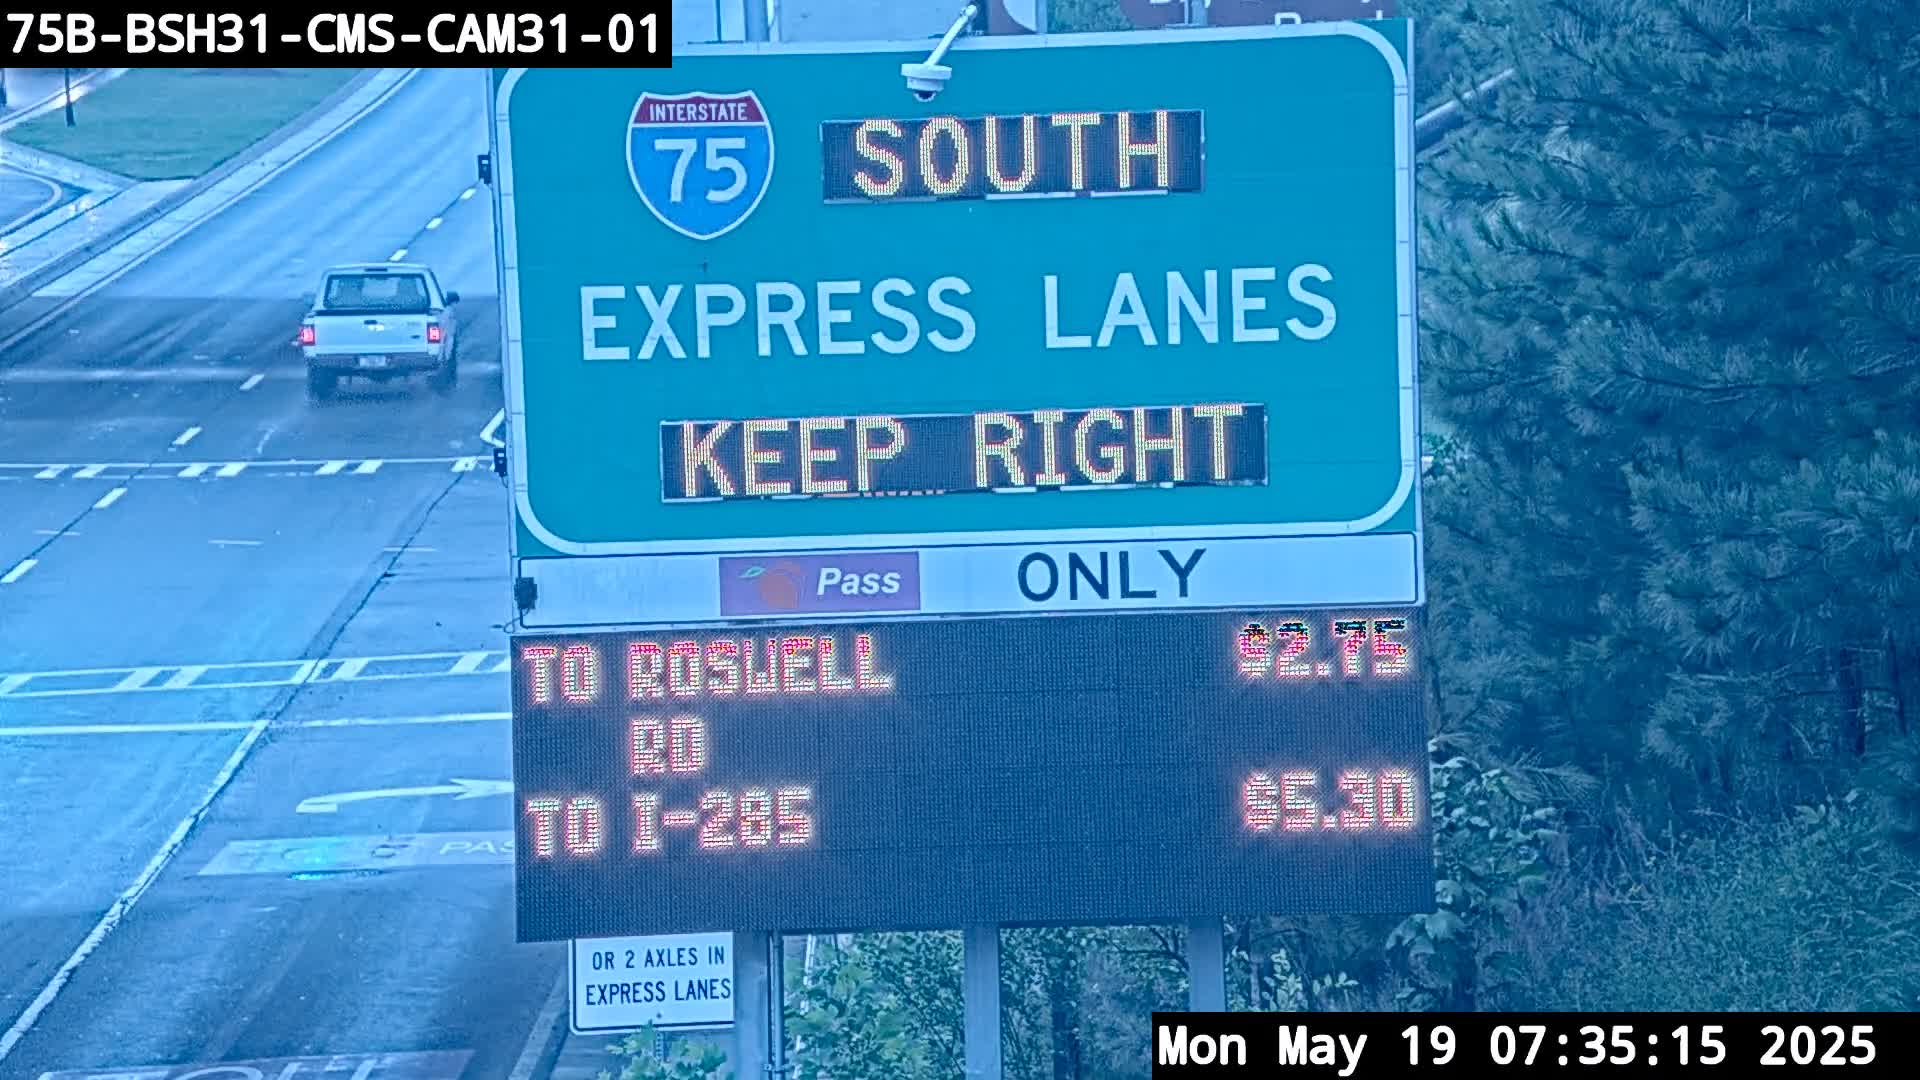 75B-BSH31-CMS-CAM31-01
INTERSTATE
75
SOUTH
EXPRESS LANES
KEEP RIGHT
Pass ONLY
TO ROSWELL $2.75
RD
TO I-285 $5.30
PAS
OR 2 AXLES IN
EXPRESS LANES
Mon May 19 07:35:15 2025